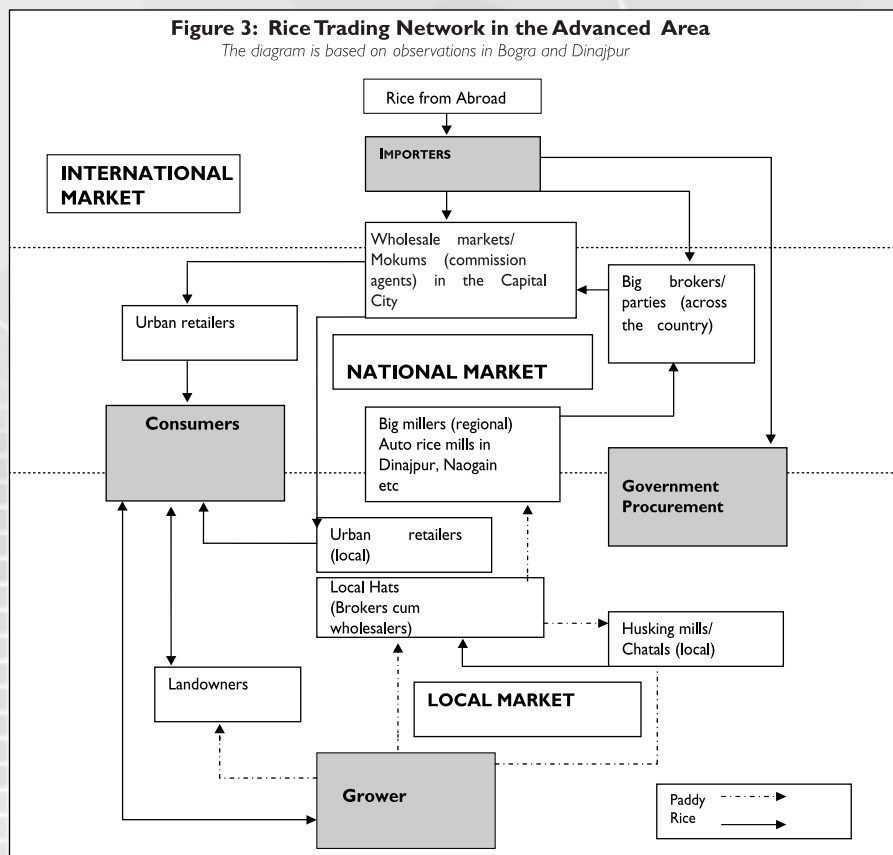 Figure 3: Rice Trading Network in the Advanced Area
The diagram is based on observations in Bogra and Dinajpur
Rice from Abroad
IMPORTERS
INTERNATIONAL
MARKET
Wholesale markets/
Mokums (commission
agents) in the Capital
City
Big brokers/
parties (across
the country)
Urban retailers
NATIONAL MARKET
Consumers
Big millers (regional)
Auto rice mills in
Dinajpur, Naogain
etc
Government
Procurement
Urban retailers
(local)
Local Hats
(Brokers cum
wholesalers)
Husking mills/
Chatals (local)
Landowners
LOCAL MARKET
Grower
Paddy
Rice